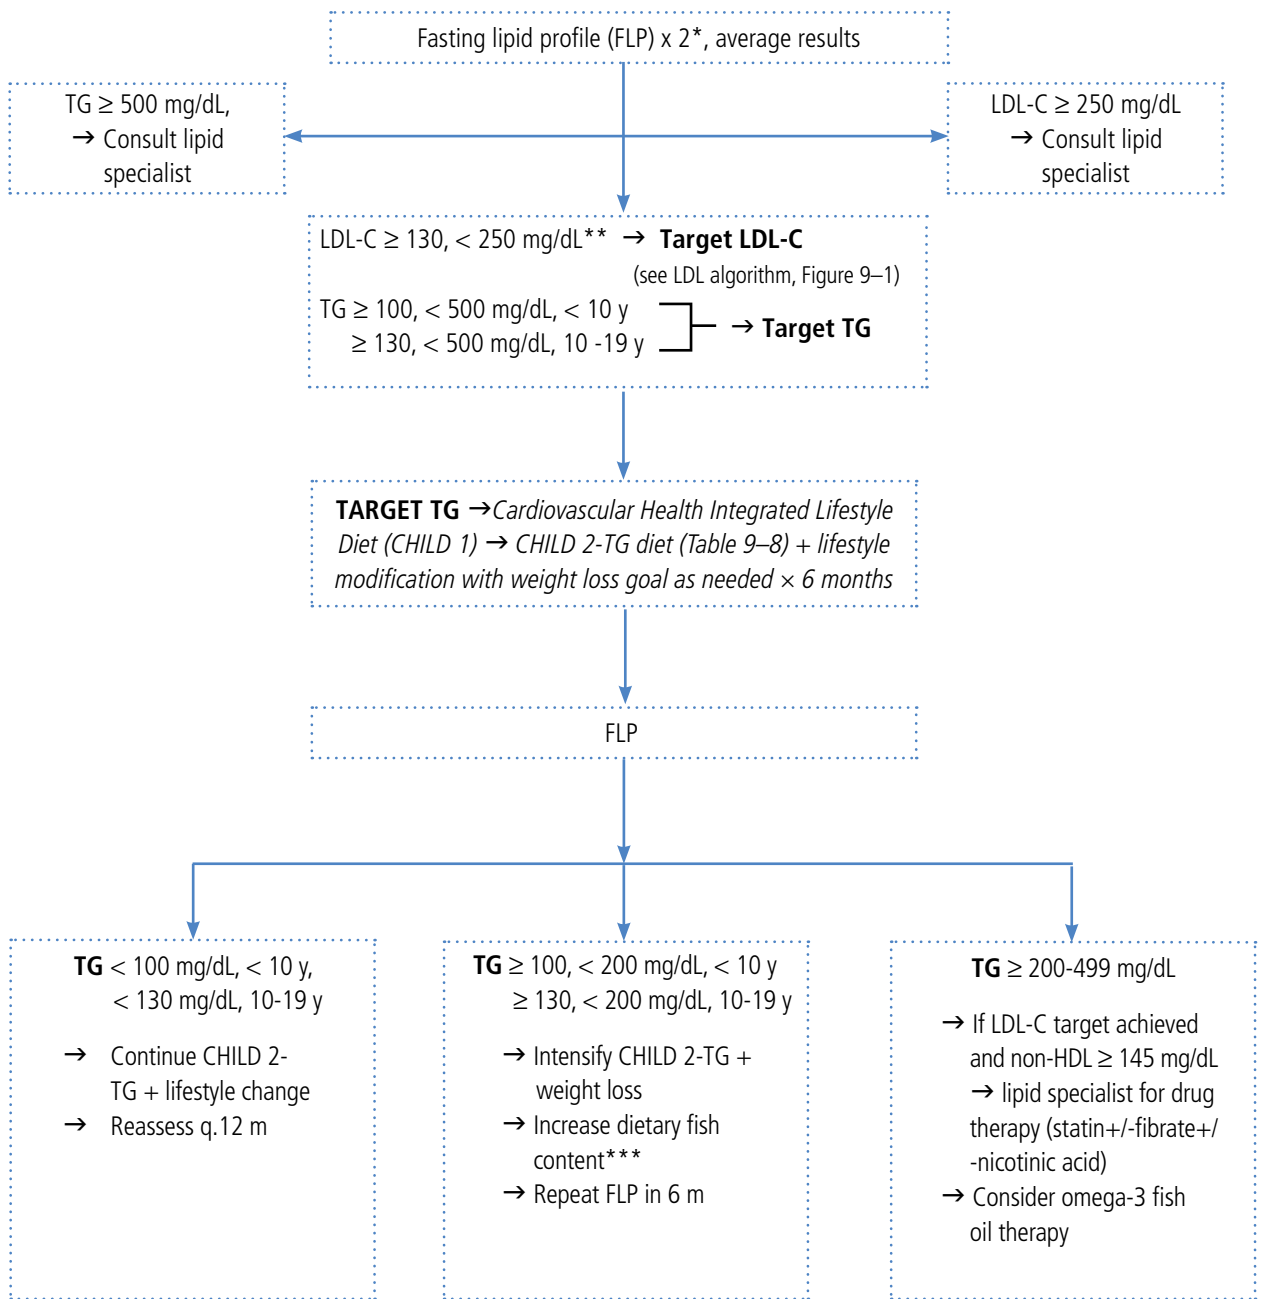 Fasting lipid profile (FLP) x 2*, average results
TG ≥ 500 mg/dL,
→ Consult lipid
specialist
LDL-C ≥ 250 mg/dL
→ Consult lipid
specialist
LDL-C ≥ 130, < 250 mg/dL** → Target LDL-C
(see LDL algorithm, Figure 9–1)
TG ≥ 100, < 500 mg/dL, < 10 y
≥ 130, < 500 mg/dL, 10 -19 y
→ Target TG
TARGET TG →Cardiovascular Health Integrated Lifestyle
Diet (CHILD 1) → CHILD 2-TG diet (Table 9–8) + lifestyle
modification with weight loss goal as needed × 6 months
FLP
TG < 100 mg/dL, < 10 y,
< 130 mg/dL, 10-19 y
→ Continue CHILD 2-
TG + lifestyle change
→ Reassess q.12 m
TG ≥ 100, < 200 mg/dL, < 10 y
≥ 130, < 200 mg/dL, 10-19 y
→ Intensify CHILD 2-TG +
weight loss
→ Increase dietary fish
content***
→ Repeat FLP in 6 m
TG ≥ 200-499 mg/dL
→ If LDL-C target achieved
and non-HDL ≥ 145 mg/dL
→ lipid specialist for drug
therapy (statin+/-fibrate+/
-nicotinic acid)
→ Consider omega-3 fish
oil therapy